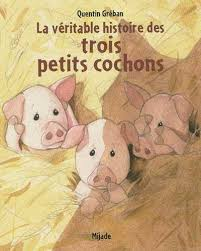 Quentin Gréban
La véritable histoire des
trois
petits cochons
Mijade